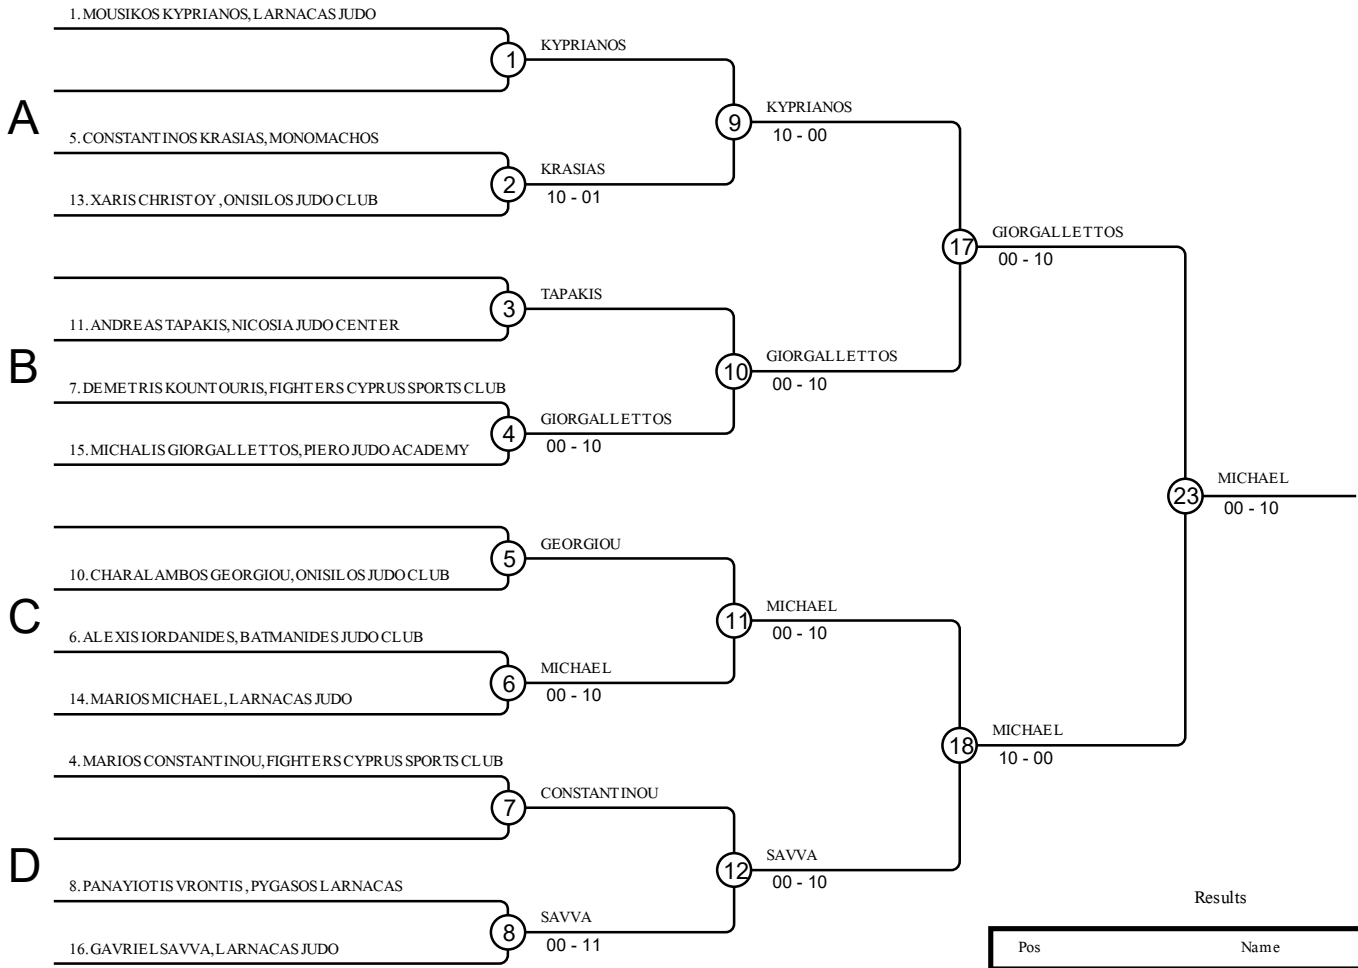 1. MOUSIKOS KYPRIANOS, LARNACAS JUDO
1
KYPRIANOS
A
9
KYPRIANOS
10 - 00
5. CONSTANTINOS KRASIAS, MONOMACHOS
2
KRASIAS
10 - 01
13. XARIS CHRISTOY , ONISILOS JUDO CLUB
17
GIORGALLETTOS
00 - 10
3
TAPAKIS
11. ANDREAS TAPAKIS, NICOSIA JUDO CENTER
B
10
GIORGALLETTOS
00 - 10
7. DEMETRIS KOUNTOURIS, FIGHTERS CYPRUS SPORTS CLUB
4
GIORGALLETTOS
00 - 10
15. MICHALIS GIORGALLETTOS, PIERO JUDO ACADEMY
23
MICHAEL
00 - 10
5
GEORGIOU
10. CHARALAMBOS GEORGIOU, ONISILOS JUDO CLUB
C
11
MICHAEL
00 - 10
6. ALEXIS IORDANIDES, BATMANIDES JUDO CLUB
6
MICHAEL
00 - 10
14. MARIOS MICHAEL, LARNACAS JUDO
18
MICHAEL
10 - 00
4. MARIOS CONSTANTINOU, FIGHTERS CYPRUS SPORTS CLUB
7
CONSTANTINOU
D
12
SAVVA
00 - 10
8. PANAYIOTIS VRONTIS , PYGASOS LARNACAS
8
SAVVA
00 - 11
16. GAVRIEL SAVVA, LARNACAS JUDO
Results
Pos Name